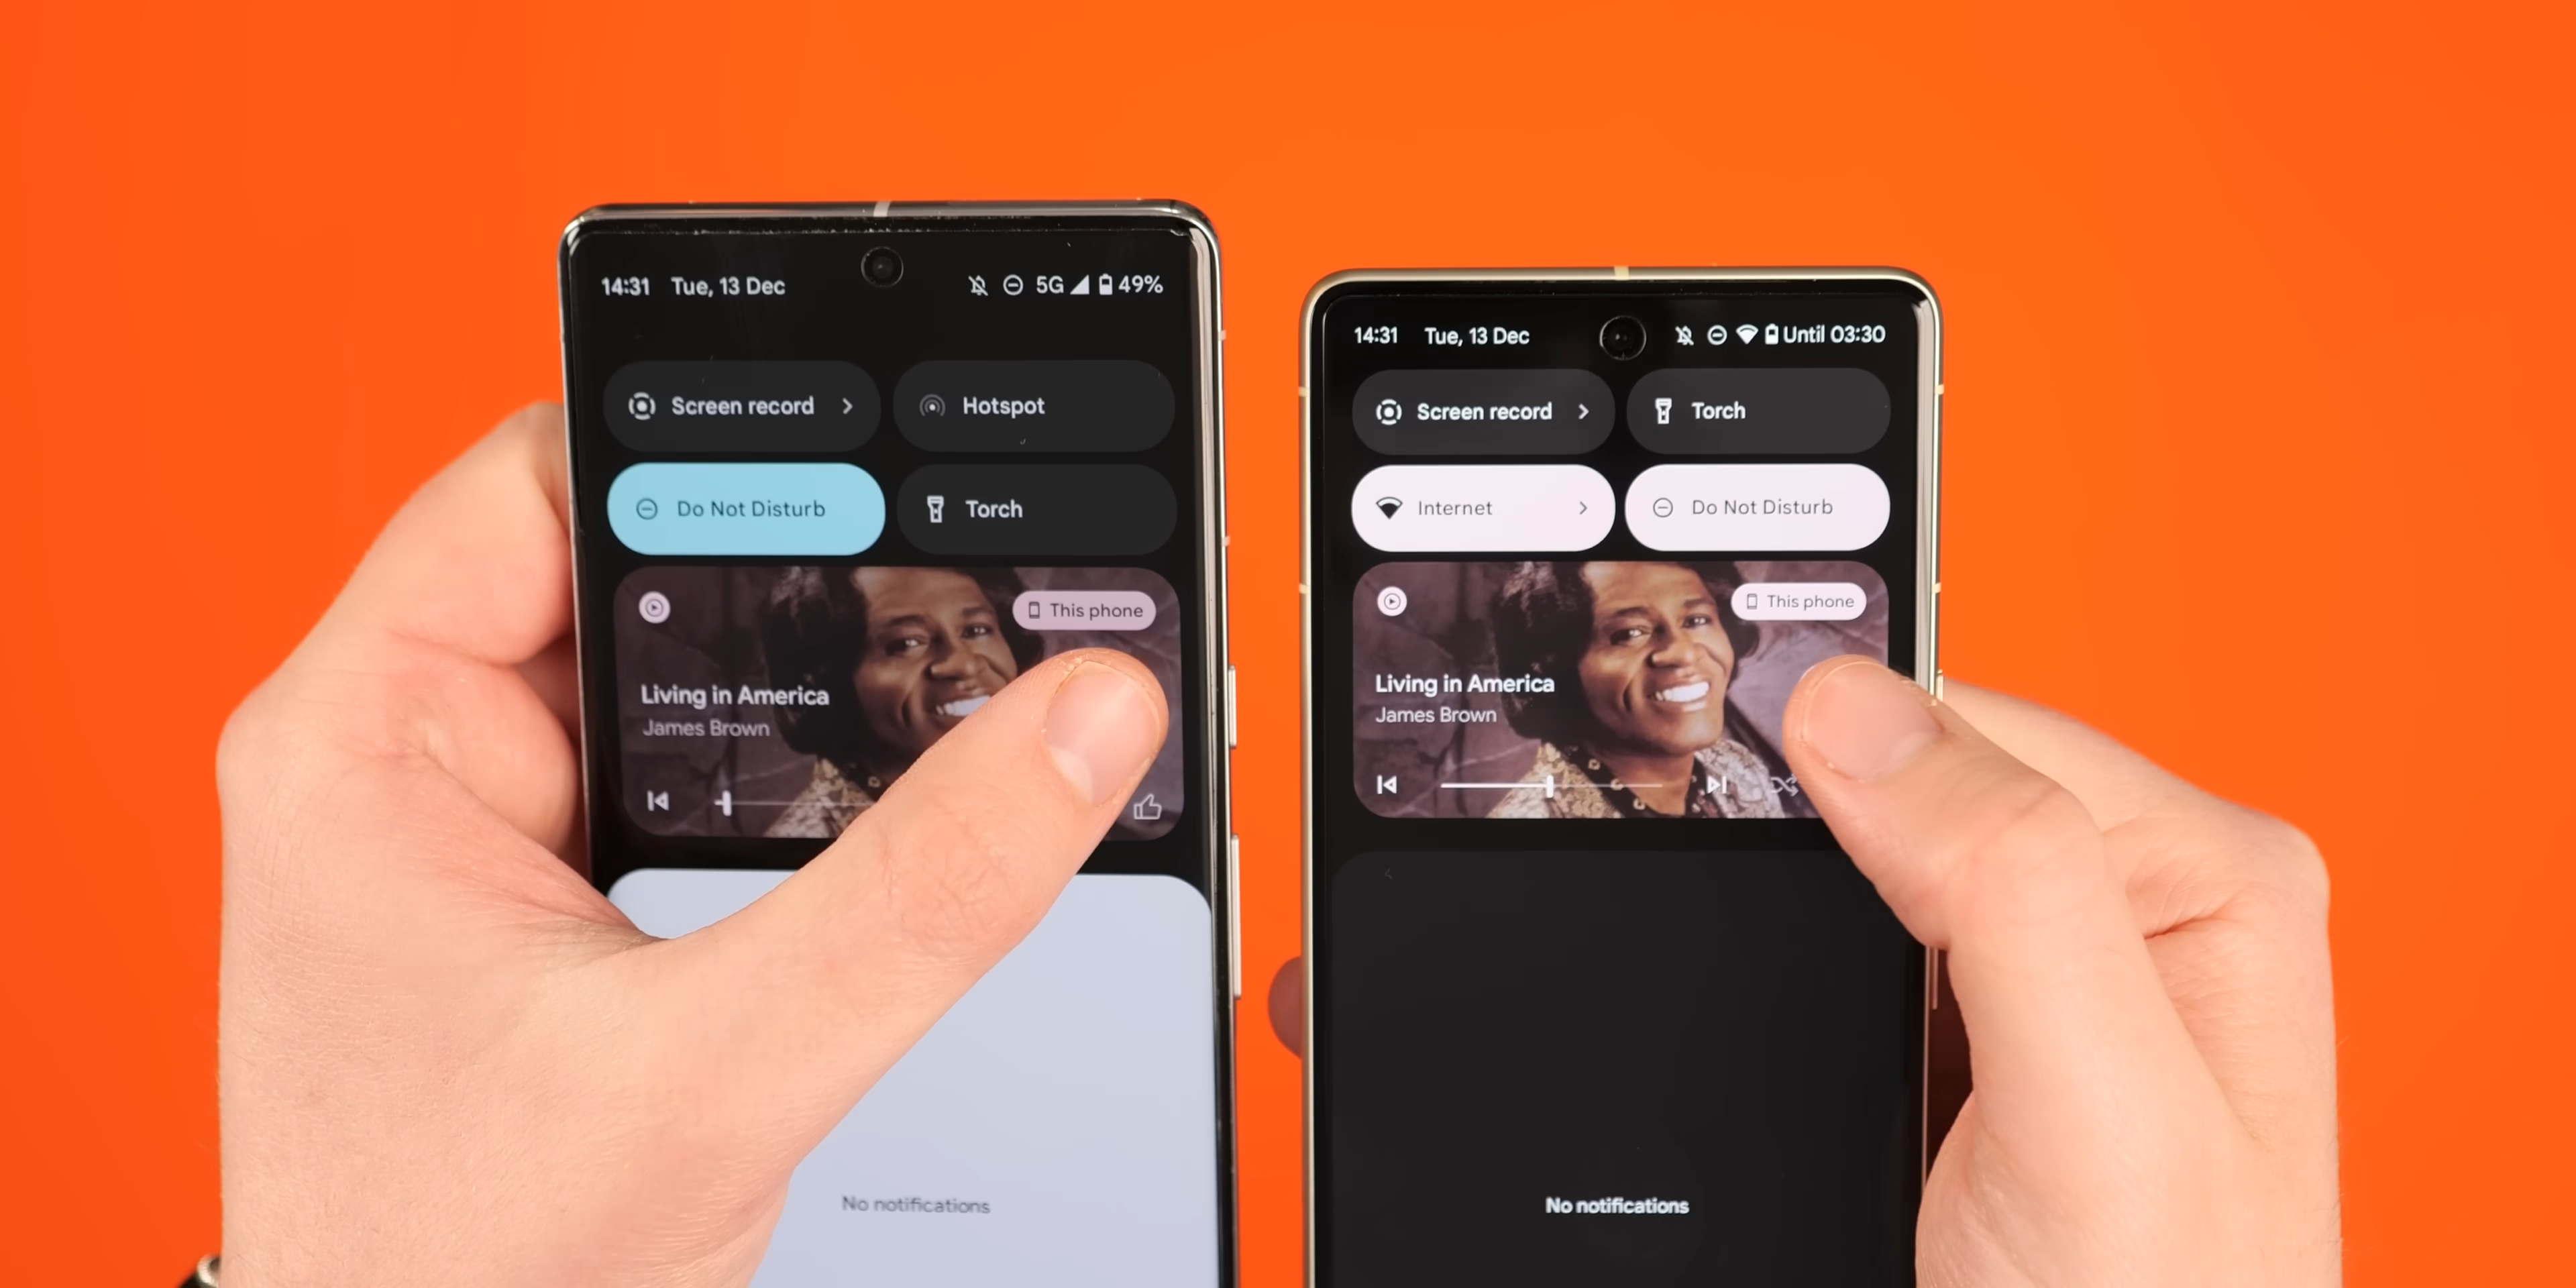 14:31 Tue, 13 Dec 5G 49%
Screen record Hotspot
Do Not Disturb Torch
This phone
Living in America
James Brown
No notifications
14:31 Tue, 13 Dec Until 03:30
Screen record Torch
Internet Do Not Disturb
This phone
Living in America
James Brown
No notifications